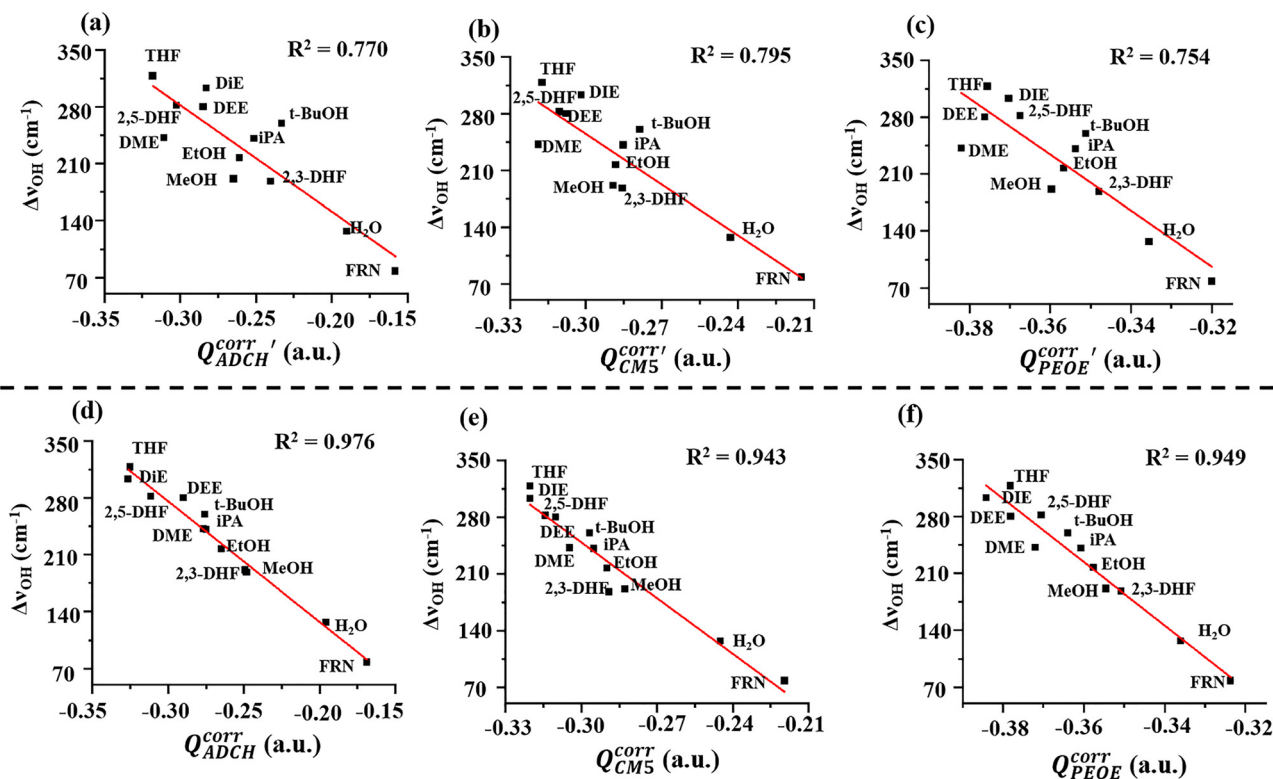 (a)
R² = 0.770
350
280
210
140
70
ΔνOH (cm⁻¹)
THF
DiE
2,5-DHF
DEE
t-BuOH
DME
iPA
EtOH
MeOH
2,3-DHF
H₂O
FRN
-0.35
-0.30
-0.25
-0.20
-0.15
Q_ADCH^corr′ (a.u.)
(b)
R² = 0.795
350
280
210
140
70
ΔνOH (cm⁻¹)
THF
DIE
2,5-DHF
DEE
t-BuOH
DME
iPA
EtOH
MeOH
2,3-DHF
H₂O
FRN
-0.33
-0.30
-0.27
-0.24
-0.21
Q_CM5^corr′ (a.u.)
(c)
R² = 0.754
350
280
210
140
70
ΔνOH (cm⁻¹)
THF
DIE
DEE
2,5-DHF
t-BuOH
DME
iPA
EtOH
MeOH
2,3-DHF
H₂O
FRN
-0.38
-0.36
-0.34
-0.32
Q_PEOE^corr′ (a.u.)
(d)
R² = 0.976
350
280
210
140
70
ΔνOH (cm⁻¹)
THF
DiE
DEE
2,5-DHF
t-BuOH
iPA
DME
EtOH
2,3-DHF
MeOH
H₂O
FRN
-0.35
-0.30
-0.25
-0.20
-0.15
Q_ADCH^corr (a.u.)
(e)
R² = 0.943
350
280
210
140
70
ΔνOH (cm⁻¹)
THF
DIE
2,5-DHF
DEE
t-BuOH
iPA
DME
EtOH
2,3-DHF
MeOH
H₂O
FRN
-0.33
-0.30
-0.27
-0.24
-0.21
Q_CM5^corr (a.u.)
(f)
R² = 0.949
350
280
210
140
70
ΔνOH (cm⁻¹)
THF
DIE
2,5-DHF
DEE
t-BuOH
DME
iPA
EtOH
MeOH
2,3-DHF
H₂O
FRN
-0.38
-0.36
-0.34
-0.32
Q_PEOE^corr (a.u.)